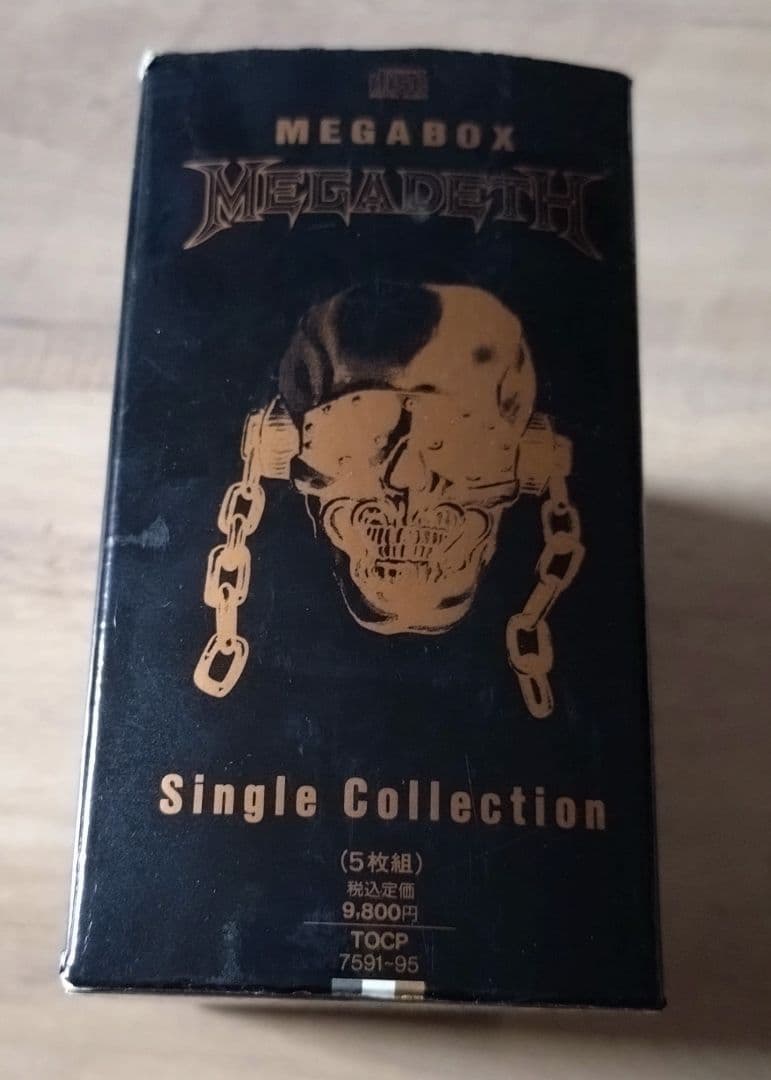 MEGABOX
MEGADETH
Single Collection
(5枚組)
税込定価
9,800円
TOCP
7591~95